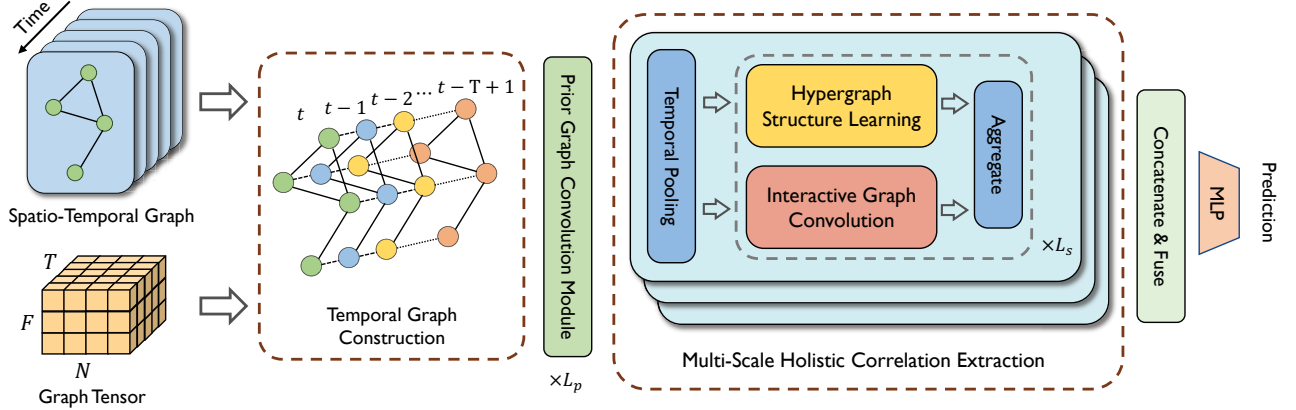 Time
Spatio-Temporal Graph
T
F
N
Graph Tensor
t
t − 1
t − 2
...
t − T + 1
Temporal Graph
Construction
Prior Graph Convolution Module
×L_p
Temporal Pooling
Hypergraph
Structure Learning
Interactive Graph
Convolution
Aggregate
×L_s
Multi-Scale Holistic Correlation Extraction
Concatenate & Fuse
MLP
Prediction